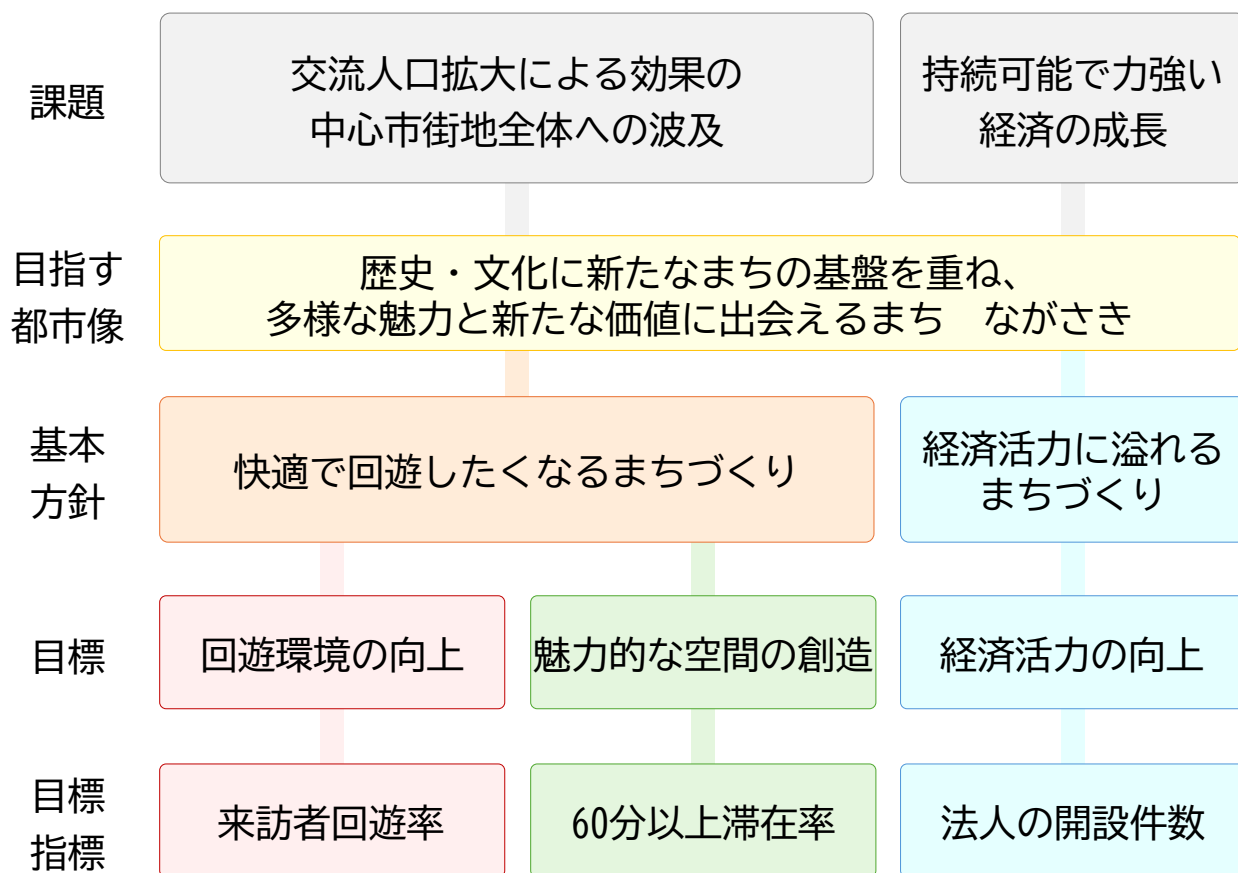 課題
交流人口拡大による効果の
中心市街地全体への波及
持続可能で力強い
経済の成長
目指す
都市像
歴史・文化に新たなまちの基盤を重ね、
多様な魅力と新たな価値に出会えるまち　ながさき
基本
方針
快適で回遊したくなるまちづくり
経済活力に溢れる
まちづくり
目標
回遊環境の向上
魅力的な空間の創造
経済活力の向上
目標
指標
来訪者回遊率
60分以上滞在率
法人の開設件数